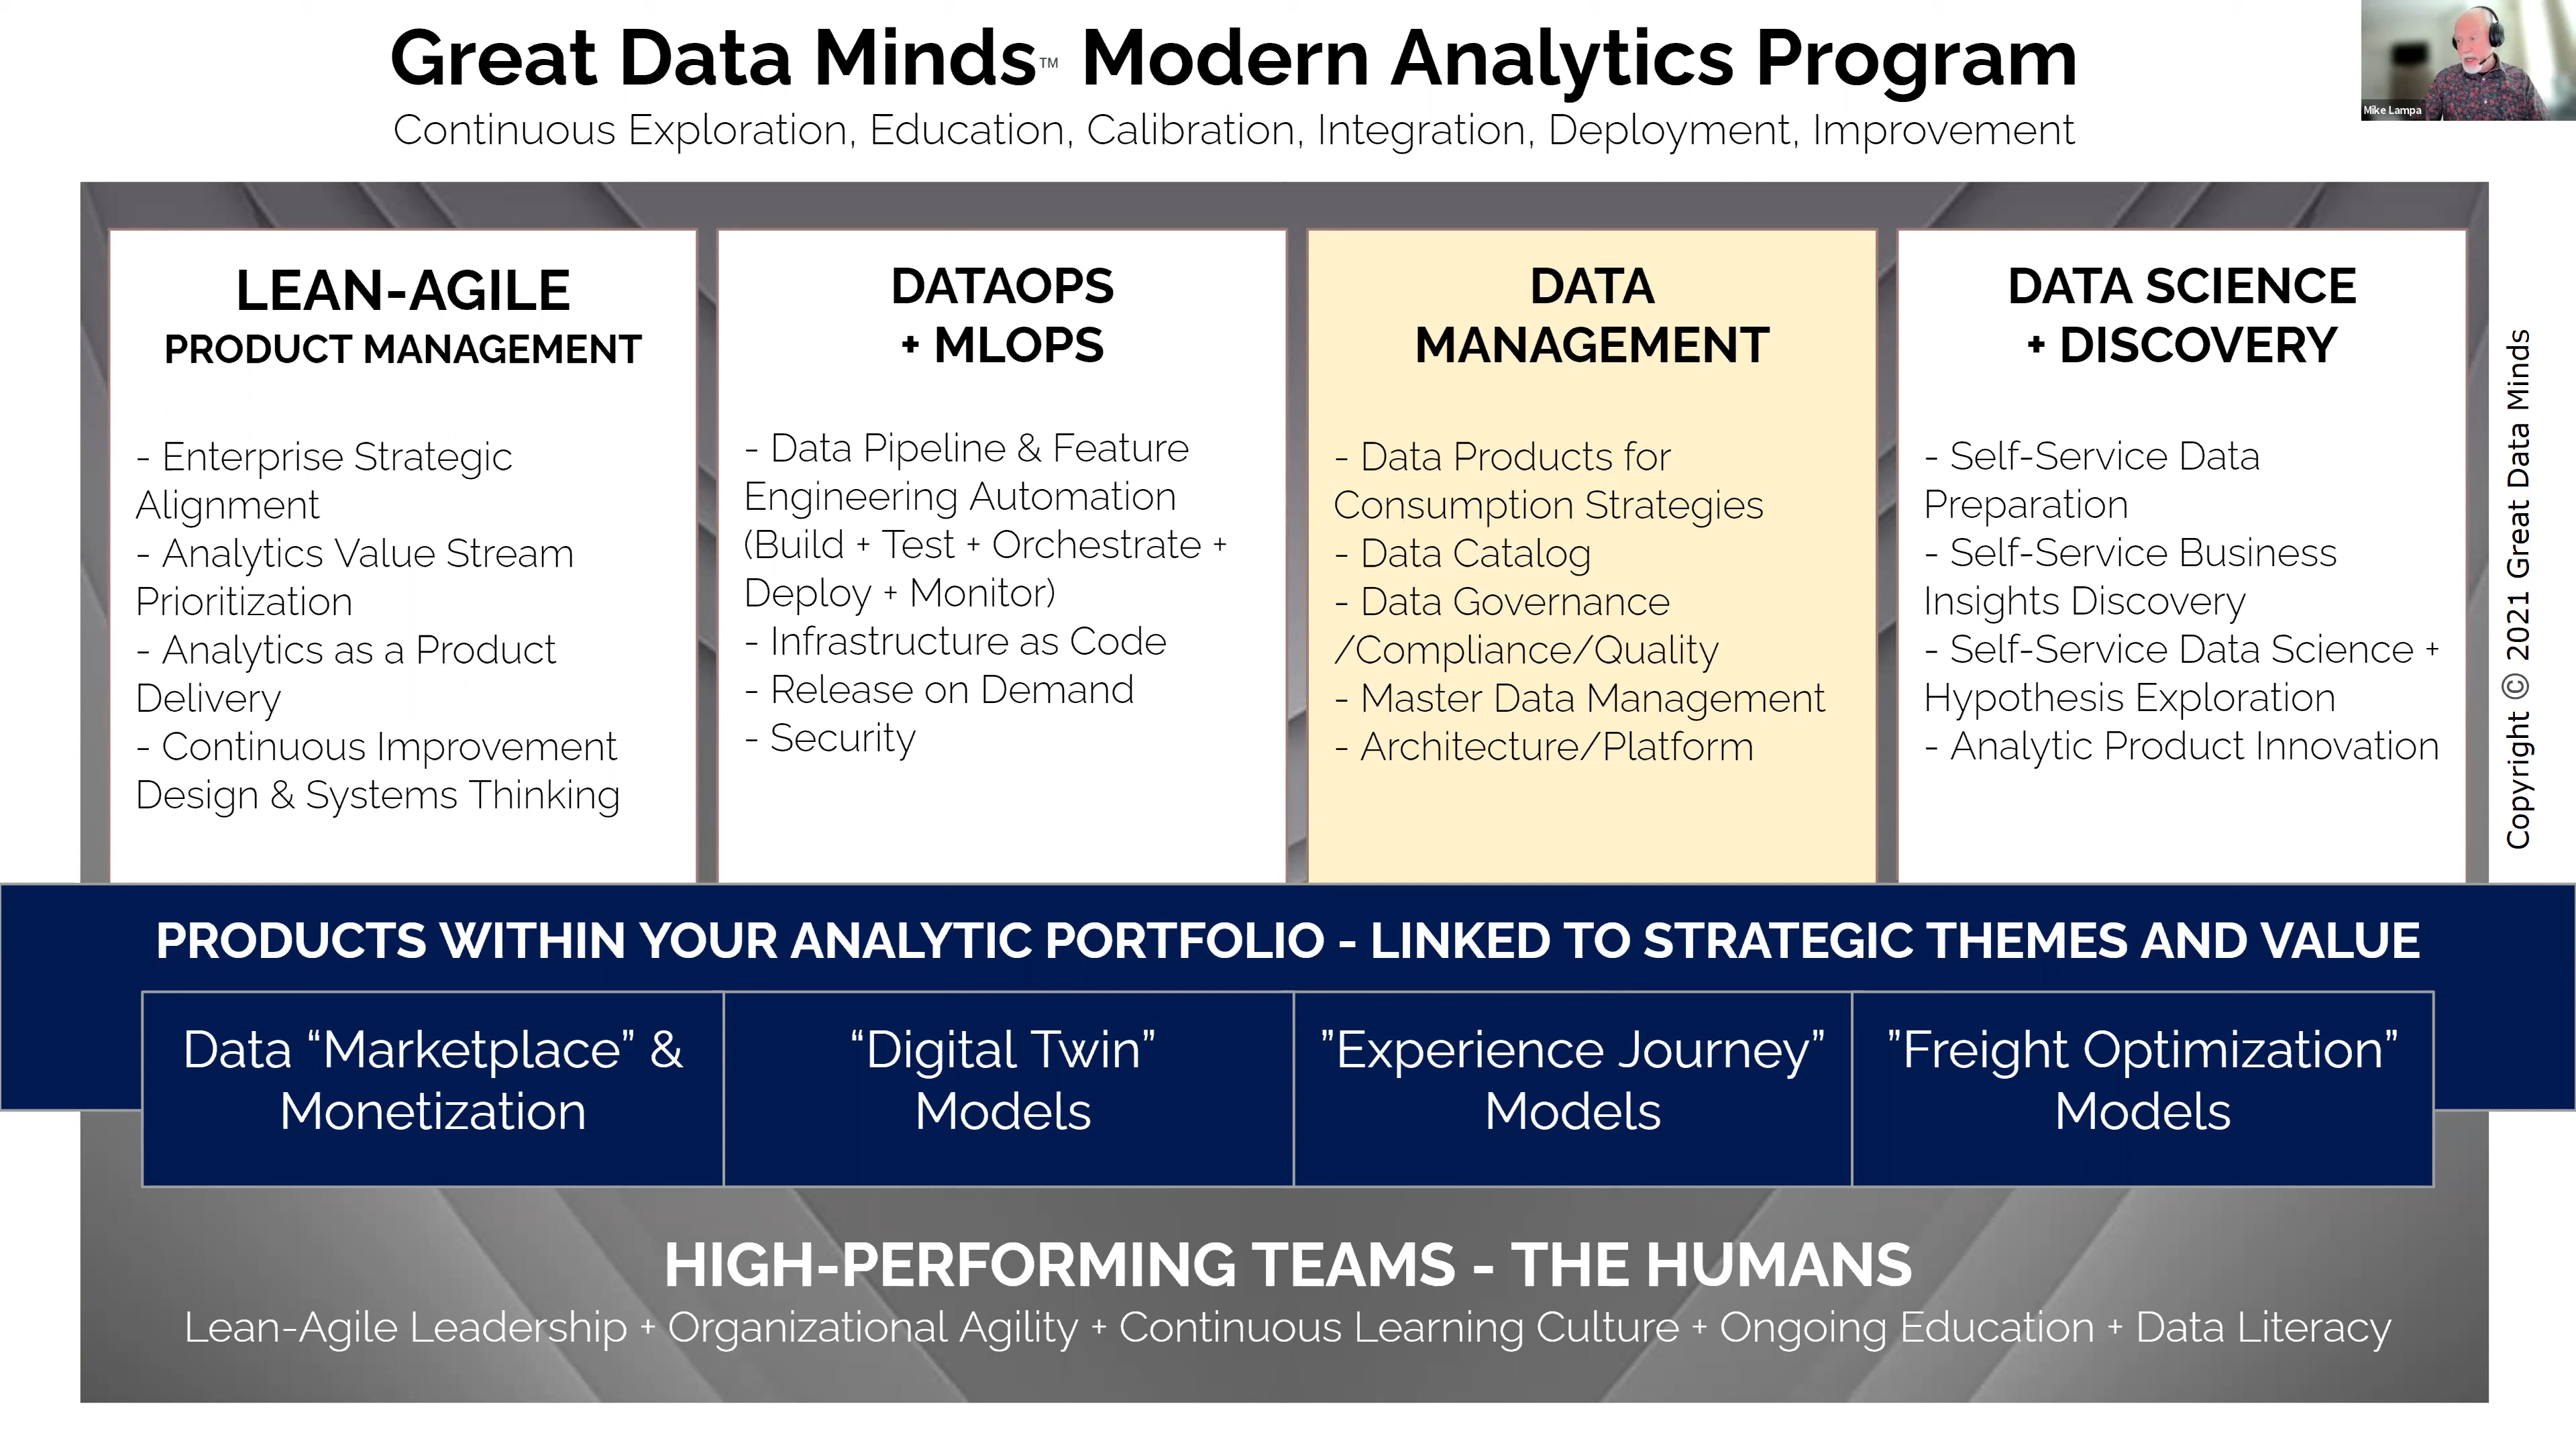 Great Data Minds™ Modern Analytics Program
Continuous Exploration, Education, Calibration, Integration, Deployment, Improvement
Mike Lampa
LEAN-AGILE
PRODUCT MANAGEMENT
- Enterprise Strategic
Alignment
- Analytics Value Stream
Prioritization
- Analytics as a Product
Delivery
- Continuous Improvement
Design & Systems Thinking
DATAOPS
+ MLOPS
- Data Pipeline & Feature
Engineering Automation
(Build + Test + Orchestrate +
Deploy + Monitor)
- Infrastructure as Code
- Release on Demand
- Security
DATA
MANAGEMENT
- Data Products for
Consumption Strategies
- Data Catalog
- Data Governance
/Compliance/Quality
- Master Data Management
- Architecture/Platform
DATA SCIENCE
+ DISCOVERY
- Self-Service Data
Preparation
- Self-Service Business
Insights Discovery
- Self-Service Data Science +
Hypothesis Exploration
- Analytic Product Innovation
Copyright © 2021 Great Data Minds
PRODUCTS WITHIN YOUR ANALYTIC PORTFOLIO - LINKED TO STRATEGIC THEMES AND VALUE
Data “Marketplace” &
Monetization
“Digital Twin”
Models
”Experience Journey”
Models
”Freight Optimization”
Models
HIGH-PERFORMING TEAMS - THE HUMANS
Lean-Agile Leadership + Organizational Agility + Continuous Learning Culture + Ongoing Education + Data Literacy